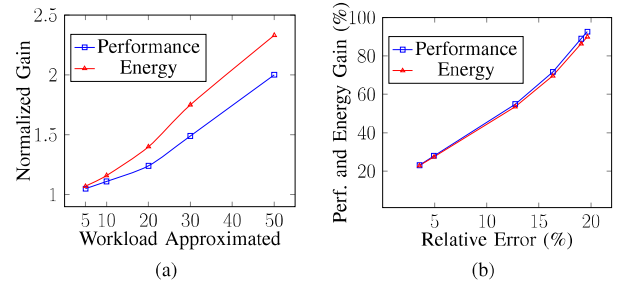 Normalized Gain
2.5
2
1.5
1
Performance
Energy
5 10 20 30 40 50
Workload Approximated
(a)
Perf. and Energy Gain (%)
100
80
60
40
20
Performance
Energy
5 10 15 20
Relative Error (%)
(b)